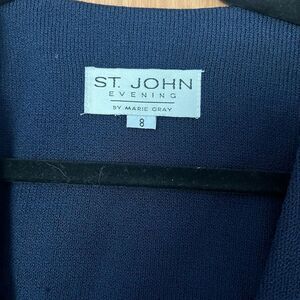 ST. JOHN
EVENING
BY MARIE GRAY
8